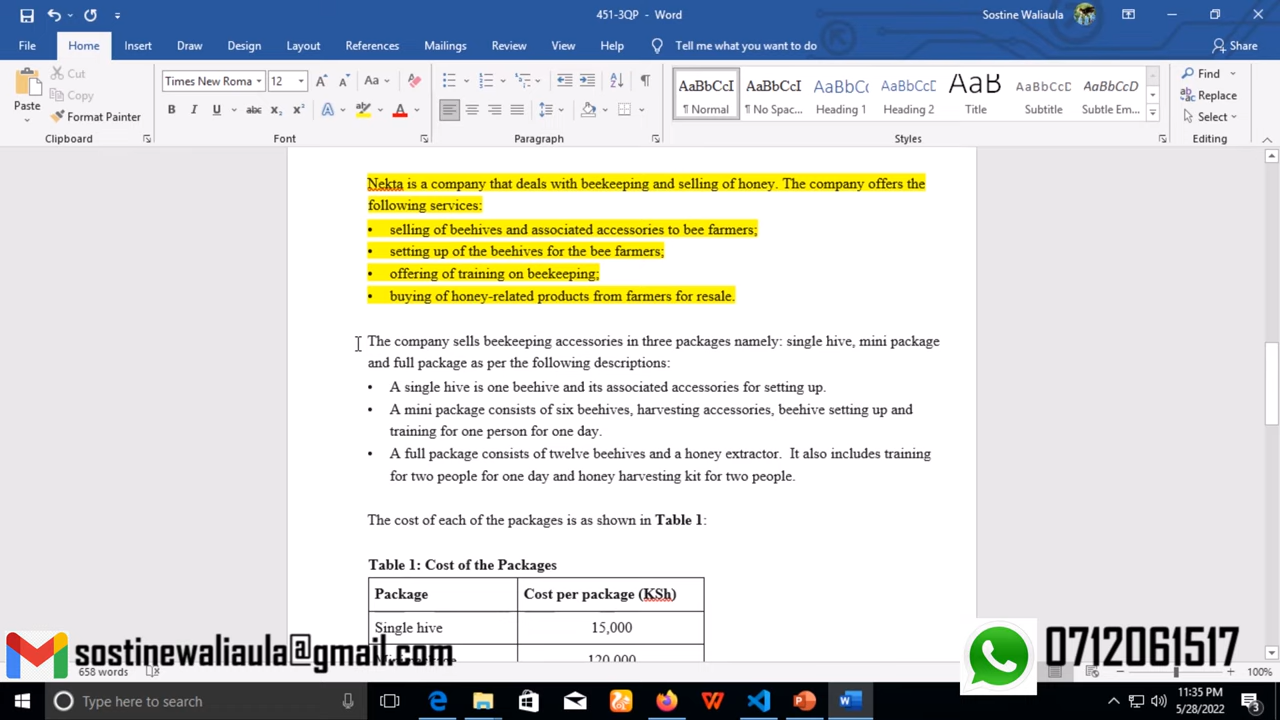 451-3QP - Word
Sostine Waliaula
File Home Insert Draw Design Layout References Mailings Review View Help Tell me what you want to do Share
Paste
Cut
Copy
Format Painter
Clipboard
Times New Roma 12
Font
Paragraph
AaBbCcI AaBbCcI AaBbCcI AaBbCcD AaB AaBbCcD AaBbCcD
¶ Normal ¶ No Spac... Heading 1 Heading 2 Title Subtitle Subtle Em...
Styles
Find
Replace
Select
Editing
Nekta is a company that deals with beekeeping and selling of honey. The company offers the
following services:
• selling of beehives and associated accessories to bee farmers;
• setting up of the beehives for the bee farmers;
• offering of training on beekeeping;
• buying of honey-related products from farmers for resale.
The company sells beekeeping accessories in three packages namely: single hive, mini package
and full package as per the following descriptions:
• A single hive is one beehive and its associated accessories for setting up.
• A mini package consists of six beehives, harvesting accessories, beehive setting up and
training for one person for one day.
• A full package consists of twelve beehives and a honey extractor. It also includes training
for two people for one day and honey harvesting kit for two people.
The cost of each of the packages is as shown in Table 1:
Table 1: Cost of the Packages
Package Cost per package (KSh)
Single hive 15,000
120,000
sostinewaliaula@gmail.com
0712061517
658 words
100%
Type here to search
11:35 PM
5/28/2022
3